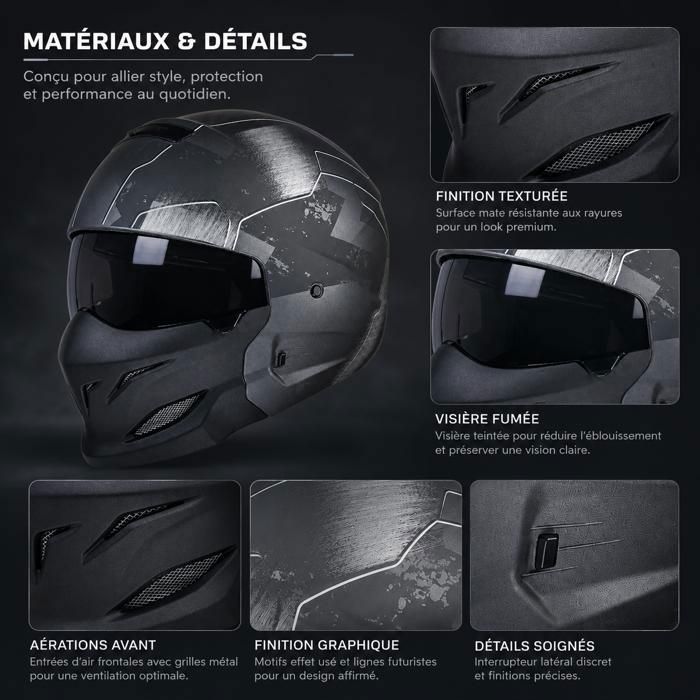 MATÉRIAUX & DÉTAILS
Conçu pour allier style, protection
et performance au quotidien.
FINITION TEXTURÉE
Surface mate résistante aux rayures
pour un look premium.
VISIÈRE FUMÉE
Visière teintée pour réduire l'éblouissement
et préserver une vision claire.
AÉRATIONS AVANT
Entrées d'air frontales avec grilles métal
pour une ventilation optimale.
FINITION GRAPHIQUE
Motifs effet usé et lignes futuristes
pour un design affirmé.
DÉTAILS SOIGNÉS
Interrupteur latéral discret
et finitions précises.